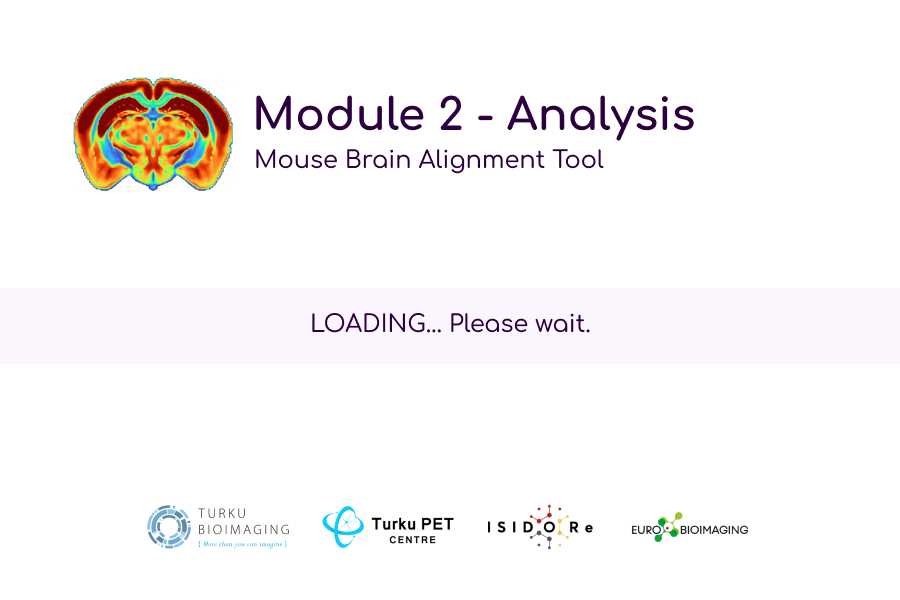 Module 2 - Analysis
Mouse Brain Alignment Tool
LOADING... Please wait.
TURKU
BIOIMAGING
[ More than you can imagine ]
Turku PET
CENTRE
ISIDORe
EURO BIOIMAGING